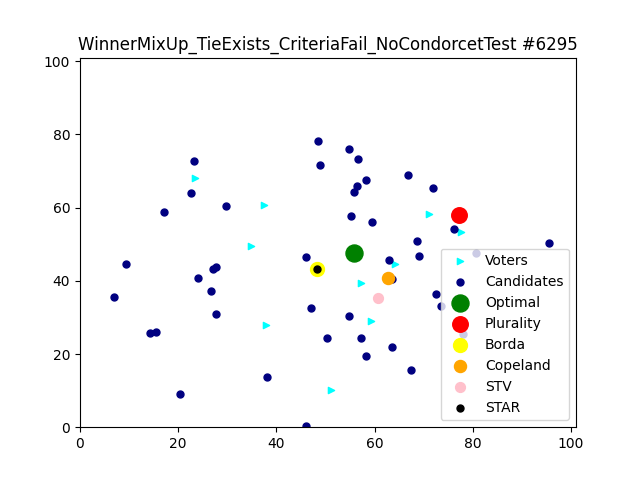 WinnerMixUp_TieExists_CriteriaFail_NoCondorcetTest #6295
100
80
60
40
20
0
0 20 40 60 80 100
Voters
Candidates
Optimal
Plurality
Borda
Copeland
STV
STAR